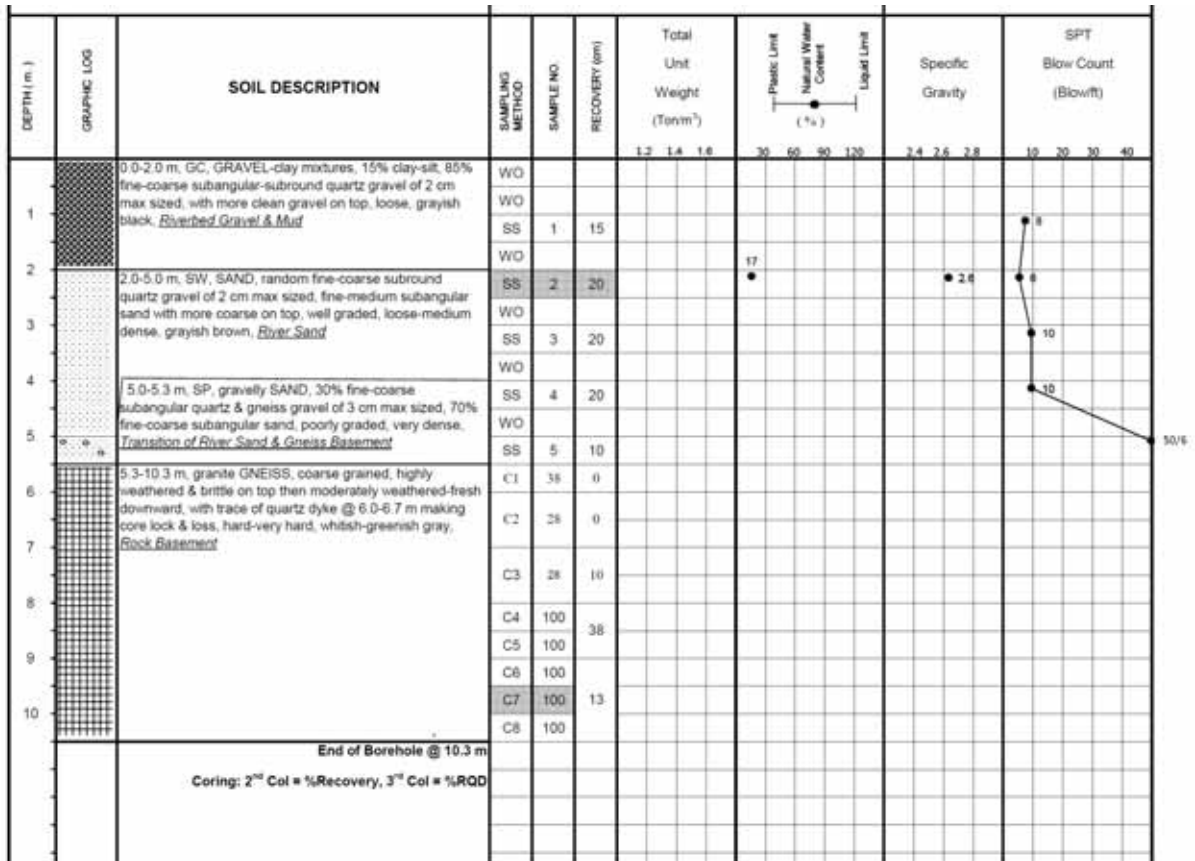 DEPTH (m.)
GRAPHIC LOG
SOIL DESCRIPTION
SAMPLING METHOD
SAMPLE NO.
RECOVERY (cm)
Total
Unit
Weight
(Ton/m³)
1.2 1.4 1.6
Plastic Limit
Natural Water Content
Liquid Limit
(%)
30 60 90 120
Specific
Gravity
2.4 2.6 2.8
SPT
Blow Count
(Blow/ft)
10 20 30 40
0.0-2.0 m, GC, GRAVEL-clay mixtures, 15% clay-silt, 85%
fine-coarse subangular-subround quartz gravel of 2 cm
max sized, with more clean gravel on top, loose, grayish
black, Riverbed Gravel & Mud
WO
WO
1
SS 1 15
8
WO
17
2
2.0-5.0 m, SW, SAND, random fine-coarse subround
quartz gravel of 2 cm max sized, fine-medium subangular
sand with more coarse on top, well graded, loose-medium
dense, grayish brown, River Sand
SS 2 20
2.6
6
WO
3
SS 3 20
10
WO
4
5.0-5.3 m, SP, gravelly SAND, 30% fine-coarse
subangular quartz & gneiss gravel of 3 cm max sized, 70%
fine-coarse subangular sand, poorly graded, very dense,
Transition of River Sand & Gneiss Basement
SS 4 20
10
WO
5
SS 5 10
50/6
5.3-10.3 m, granite GNEISS, coarse grained, highly
weathered & brittle on top then moderately weathered-fresh
downward, with trace of quartz dyke @ 6.0-6.7 m making
core lock & loss, hard-very hard, whitish-greenish gray,
Rock Basement
C1 38 0
6
C2 28 0
7
C3 28 10
8
C4 100
38
C5 100
9
C6 100
C7 100 13
10
C8 100
End of Borehole @ 10.3 m
Coring: 2nd Col = %Recovery, 3rd Col = %RQD